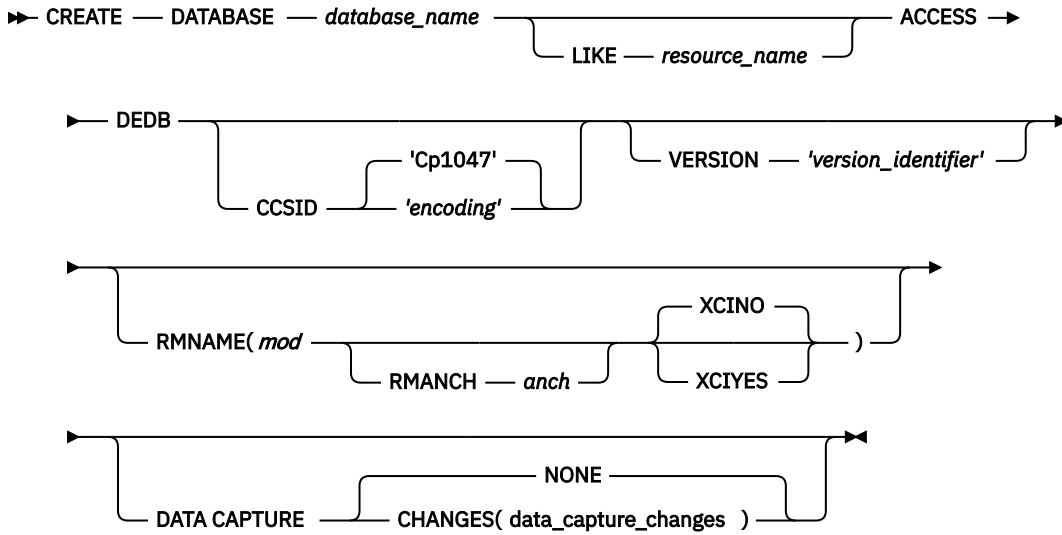 CREATE DATABASE database_name ACCESS
LIKE resource_name
DEDB
'Cp1047' VERSION 'version_identifier'
CCSID 'encoding'
XCINO
RMNAME( mod )
RMANCH anch XCIYES
NONE
DATA CAPTURE CHANGES( data_capture_changes )